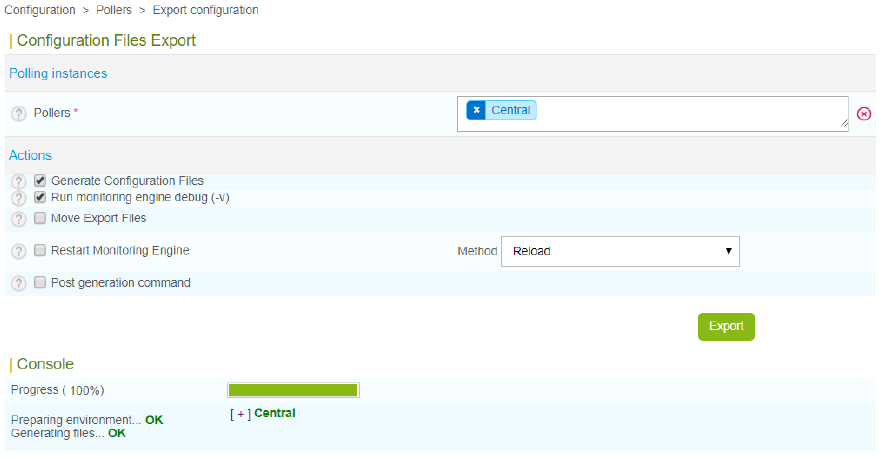 Configuration > Pollers > Export configuration
Configuration Files Export
Polling instances
? Pollers * × Central
Actions
? Generate Configuration Files
? Run monitoring engine debug (-v)
? Move Export Files
? Restart Monitoring Engine Method Reload
? Post generation command
Export
Console
Progress ( 100%)
Preparing environment... OK [ + ] Central
Generating files... OK